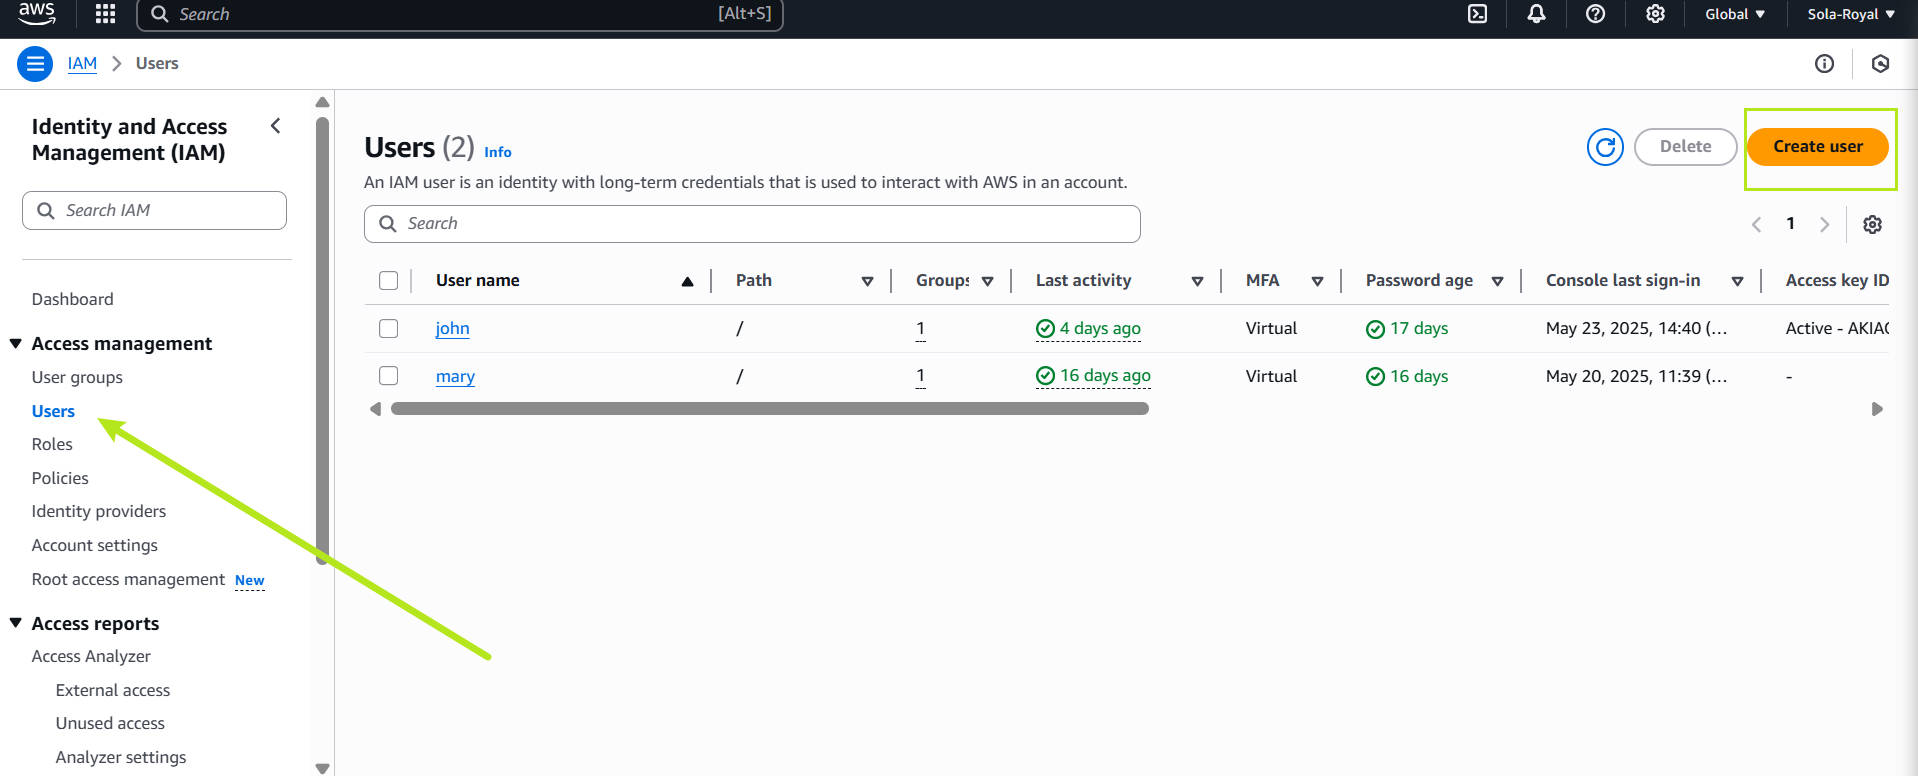 aws Search [Alt+S] Global Sola-Royal
IAM Users
Identity and Access
Management (IAM)
Search IAM
Dashboard
Access management
User groups
Users
Roles
Policies
Identity providers
Account settings
Root access management New
Access reports
Access Analyzer
External access
Unused access
Analyzer settings
Users (2) Info
Delete Create user
An IAM user is an identity with long-term credentials that is used to interact with AWS in an account.
Search
1
User name Path Groups Last activity MFA Password age Console last sign-in Access key ID
john / 1 4 days ago Virtual 17 days May 23, 2025, 14:40 (... Active - AKIAC
mary / 1 16 days ago Virtual 16 days May 20, 2025, 11:39 (... -